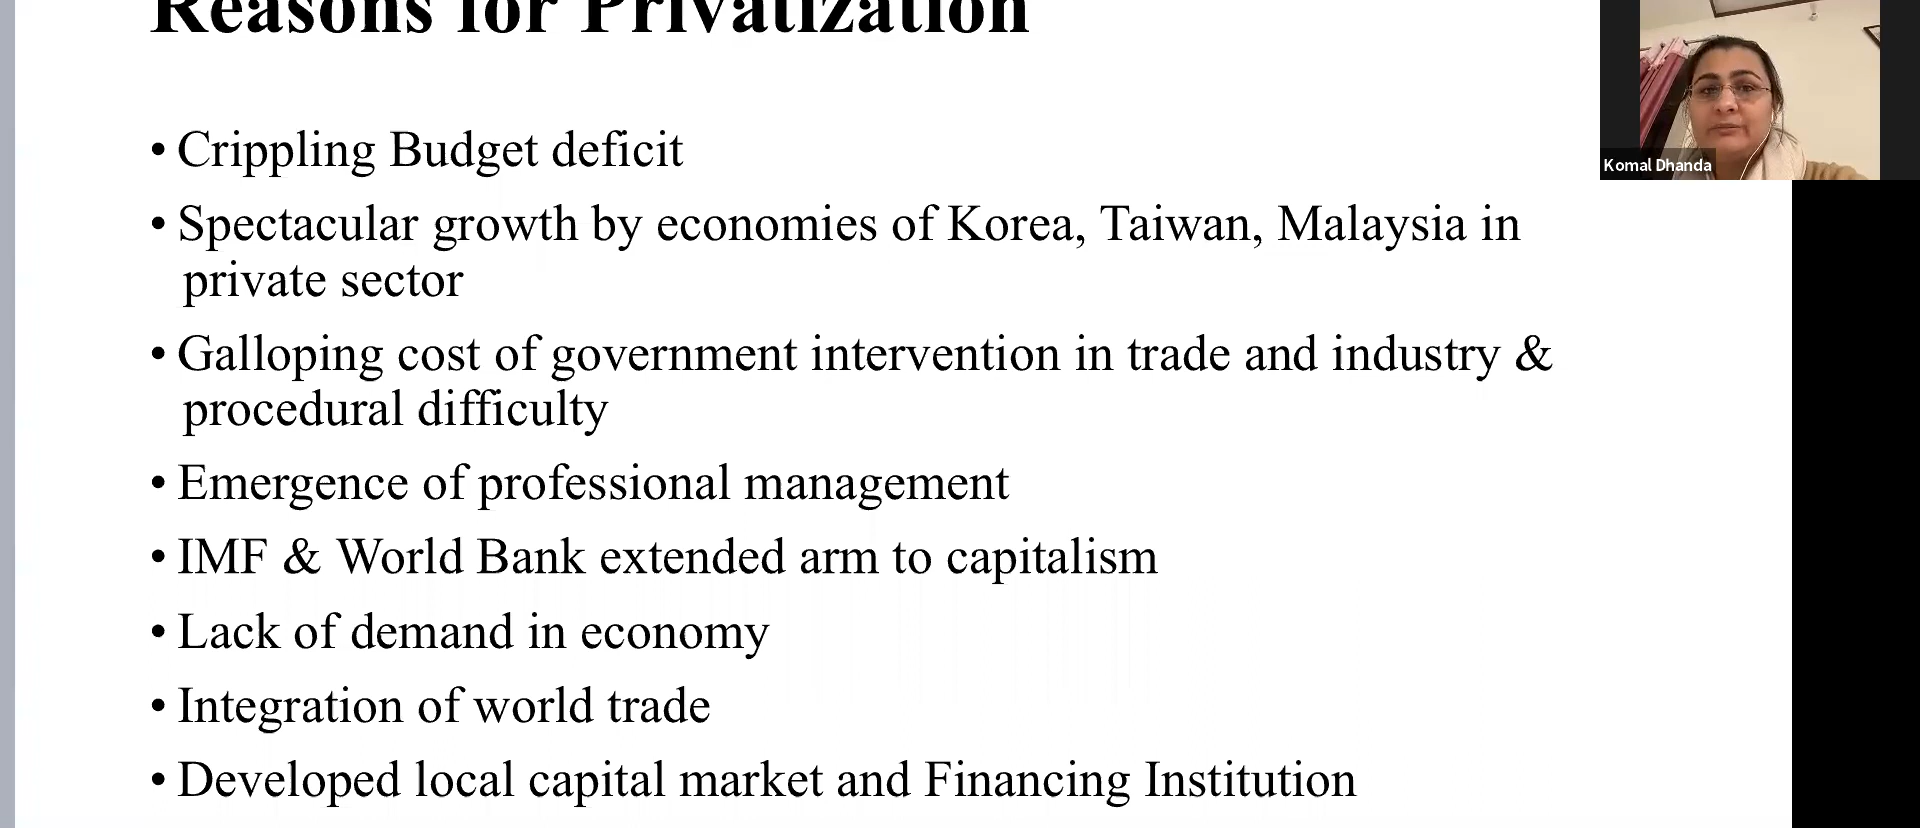 Reasons for Privatization
• Crippling Budget deficit
• Spectacular growth by economies of Korea, Taiwan, Malaysia in
private sector
• Galloping cost of government intervention in trade and industry &
procedural difficulty
• Emergence of professional management
• IMF & World Bank extended arm to capitalism
• Lack of demand in economy
• Integration of world trade
• Developed local capital market and Financing Institution
Komal Dhanda